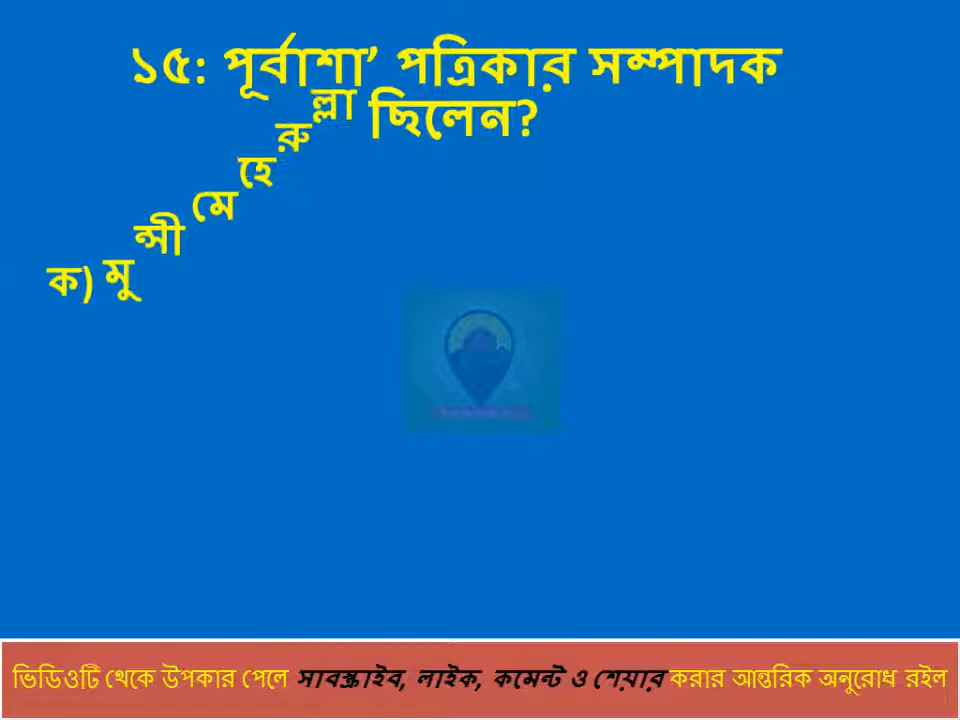 ১৫: পূর্বাশা’ পত্রিকার সম্পাদক
ছিলেন?
ক) মুন্সী মেহেরুল্লা
ভিডিওটি থেকে উপকার পেলে সাবস্ক্রাইব, লাইক, কমেন্ট ও শেয়ার করার আন্তরিক অনুরোধ রইল